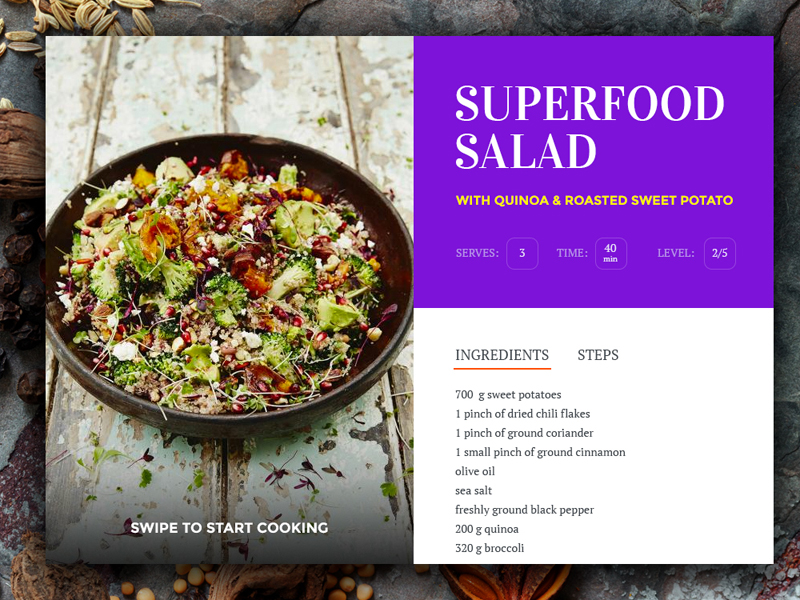 SUPERFOOD
SALAD
WITH QUINOA & ROASTED SWEET POTATO
SERVES: 3 TIME: 40 min LEVEL: 2/5
INGREDIENTS STEPS
700 g sweet potatoes
1 pinch of dried chili flakes
1 pinch of ground coriander
1 small pinch of ground cinnamon
olive oil
sea salt
freshly ground black pepper
200 g quinoa
320 g broccoli
SWIPE TO START COOKING